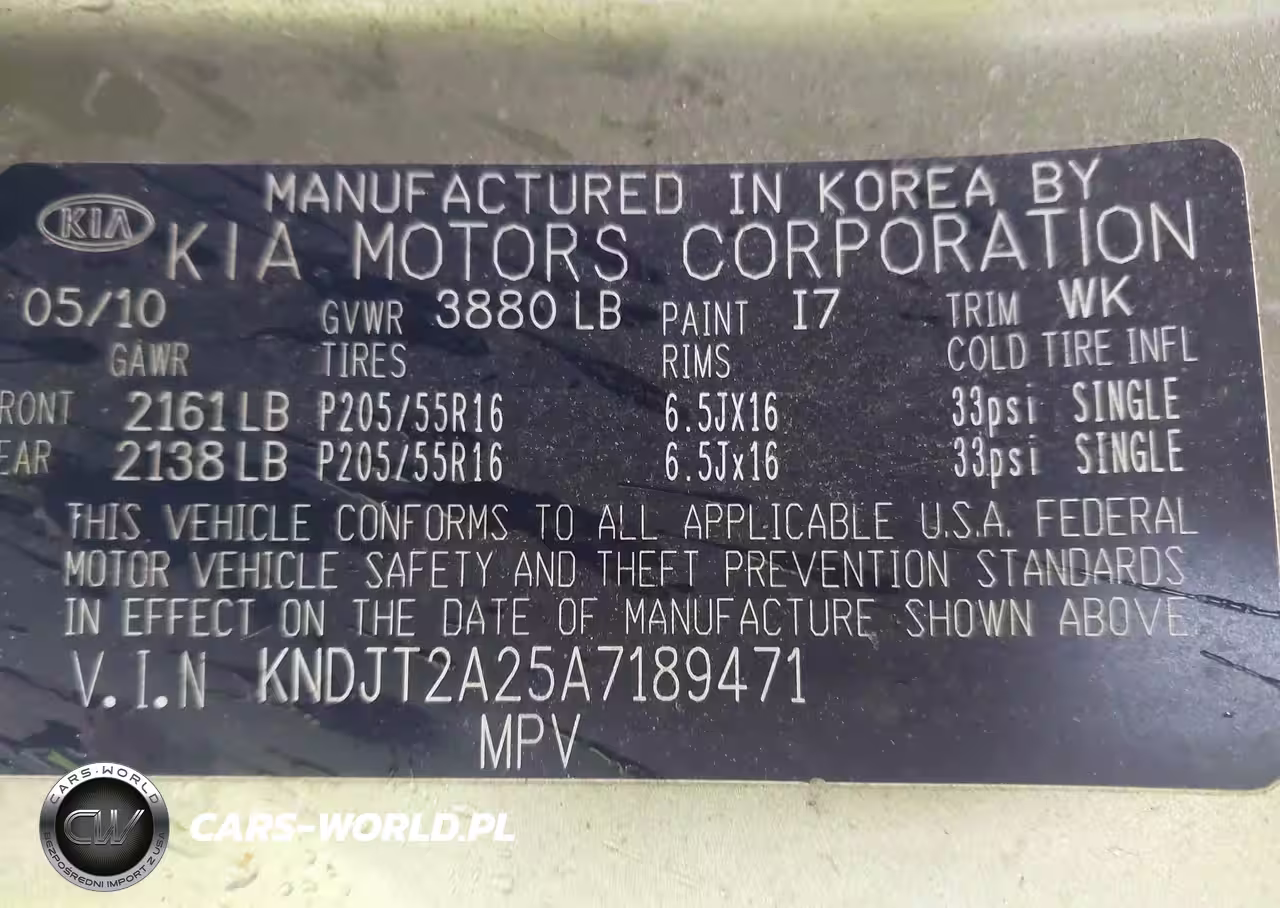 MANUFACTURED IN KOREA BY
KIA KIA MOTORS CORPORATION
05/10 GVWR 3880 LB PAINT I7 TRIM WK
GAWR TIRES RIMS COLD TIRE INFL
RONT 2161 LB P205/55R16 6.5JX16 33psi SINGLE
EAR 2138 LB P205/55R16 6.5Jx16 33psi SINGLE
THIS VEHICLE CONFORMS TO ALL APPLICABLE U.S.A. FEDERAL
MOTOR VEHICLE SAFETY AND THEFT PREVENTION STANDARDS
IN EFFECT ON THE DATE OF MANUFACTURE SHOWN ABOVE
V.I.N KNDJT2A25A7189471
MPV
CARS-WORLD
CW
BEZPOŚREDNI IMPORT Z USA
CARS-WORLD.PL